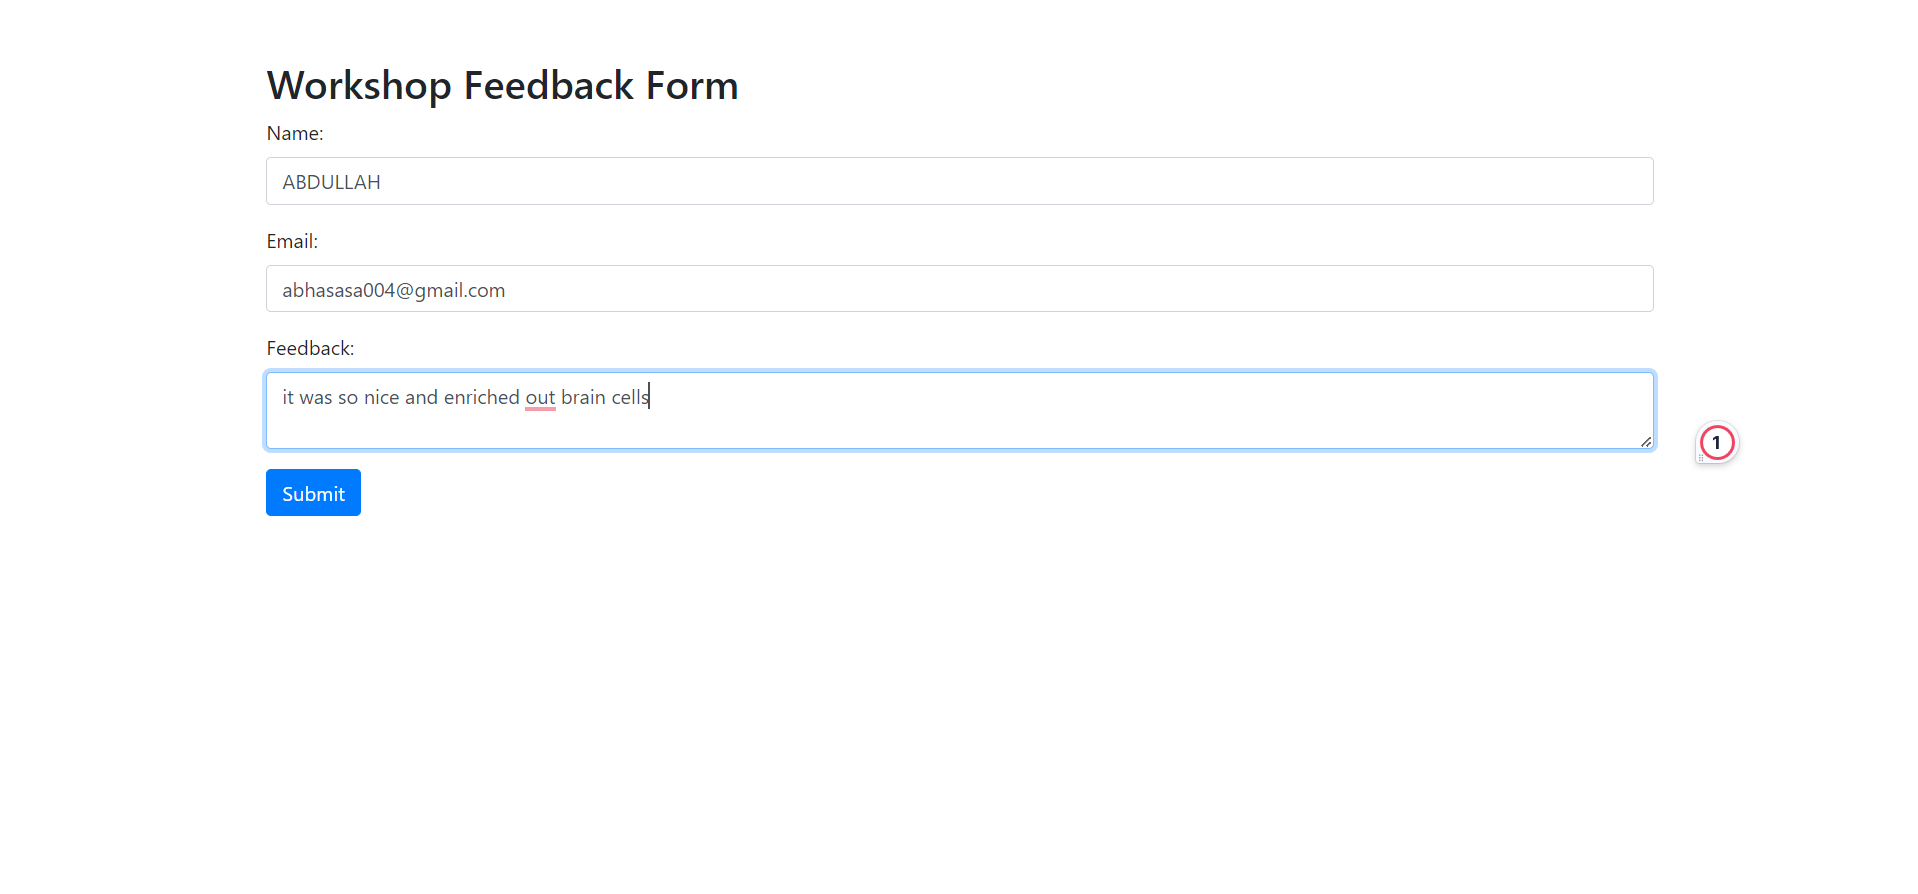 Workshop Feedback Form
Name:
ABDULLAH
Email:
abhasasa004@gmail.com
Feedback:
it was so nice and enriched out brain cells
1
Submit